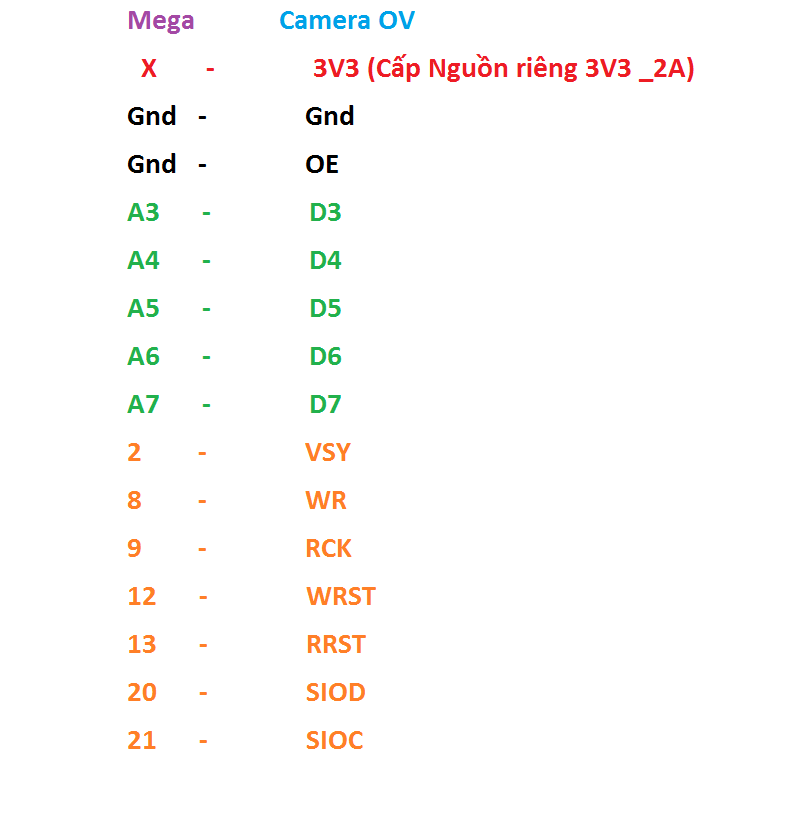 Mega Camera OV
X - 3V3 (Cấp Nguồn riêng 3V3 _2A)
Gnd - Gnd
Gnd - OE
A3 - D3
A4 - D4
A5 - D5
A6 - D6
A7 - D7
2 - VSY
8 - WR
9 - RCK
12 - WRST
13 - RRST
20 - SIOD
21 - SIOC